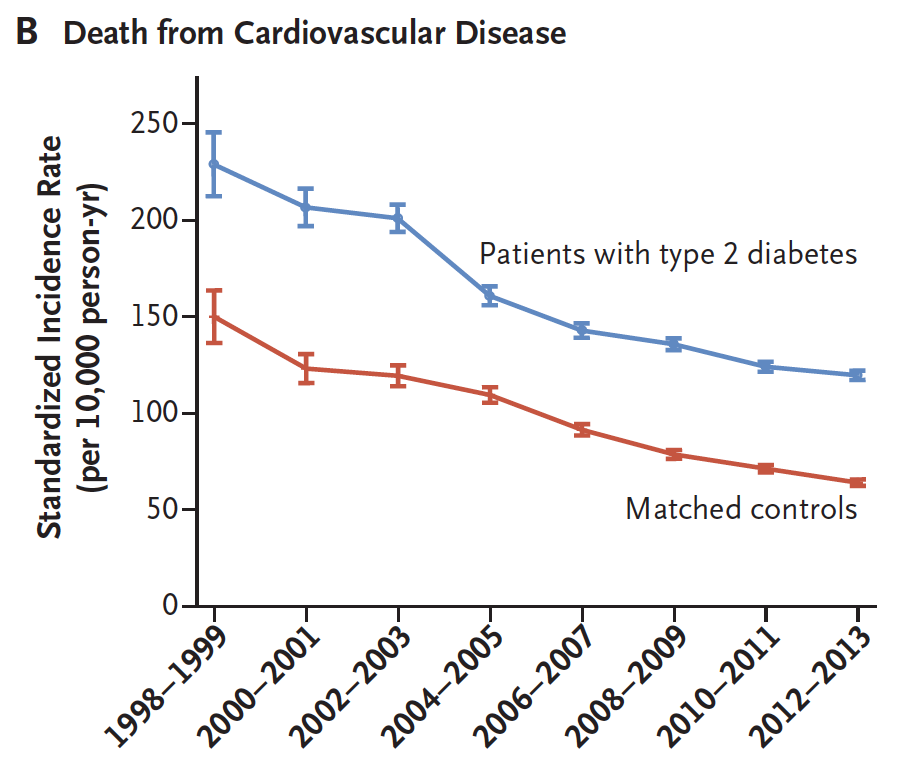 B Death from Cardiovascular Disease
Standardized Incidence Rate
(per 10,000 person-yr)
250
200
150
100
50
0
Patients with type 2 diabetes
Matched controls
1998–1999
2000–2001
2002–2003
2004–2005
2006–2007
2008–2009
2010–2011
2012–2013